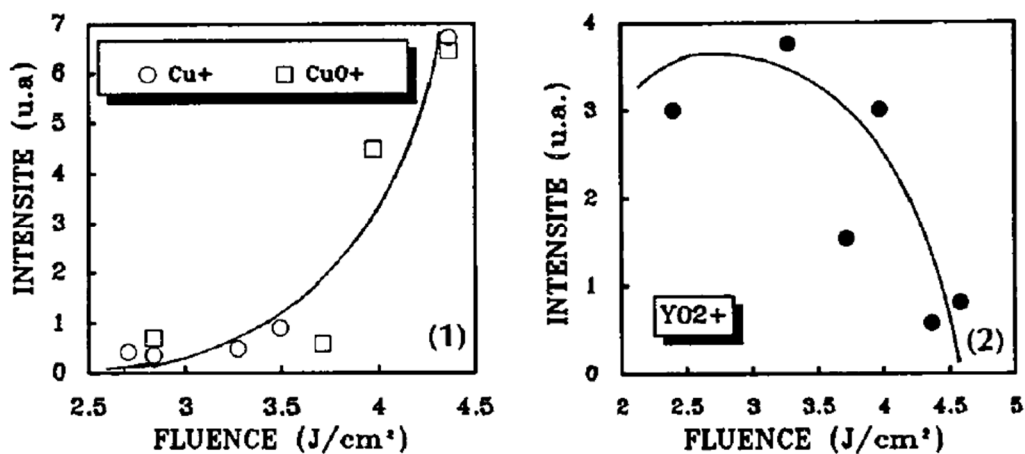 7
6
5
4
3
2
1
0
INTENSITE (u.a)
Cu+
CuO+
(1)
2.5 3 3.5 4 4.5
FLUENCE (J/cm²)
4
3
2
1
0
INTENSITE (u.a.)
YO2+
(2)
2 2.5 3 3.5 4 4.5 5
FLUENCE (J/cm²)